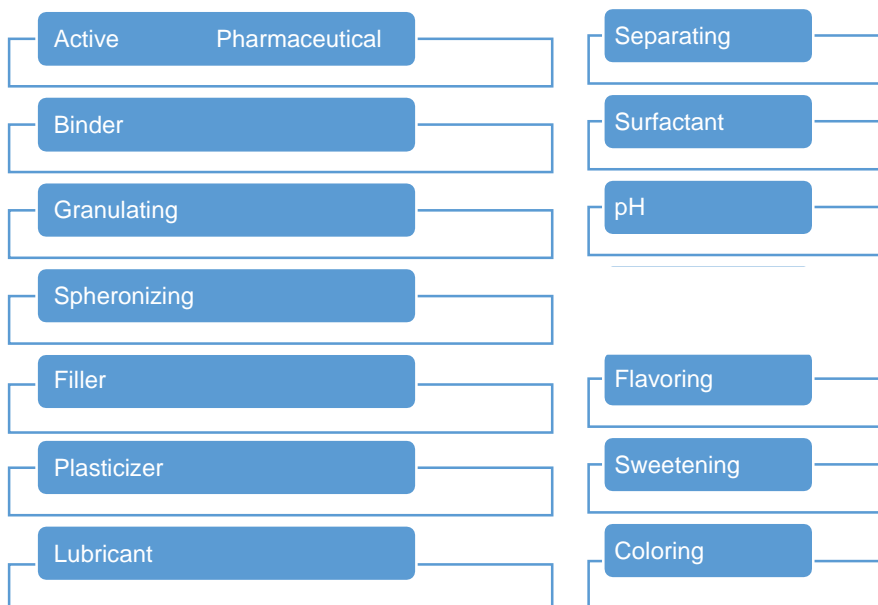 Active Pharmaceutical
Binder
Granulating
Spheronizing
Filler
Plasticizer
Lubricant
Separating
Surfactant
pH
Flavoring
Sweetening
Coloring